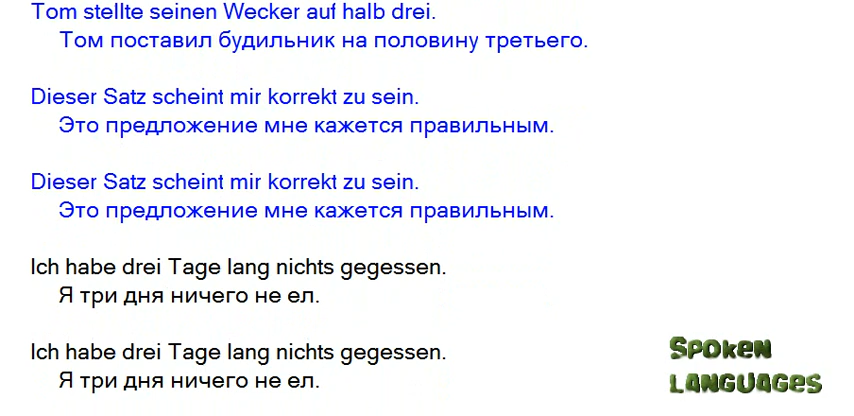 Tom stellte seinen Wecker auf halb drei.
Том поставил будильник на половину третьего.
Dieser Satz scheint mir korrekt zu sein.
Это предложение мне кажется правильным.
Dieser Satz scheint mir korrekt zu sein.
Это предложение мне кажется правильным.
Ich habe drei Tage lang nichts gegessen.
Я три дня ничего не ел.
Ich habe drei Tage lang nichts gegessen.
Я три дня ничего не ел.
Spoken
Languages